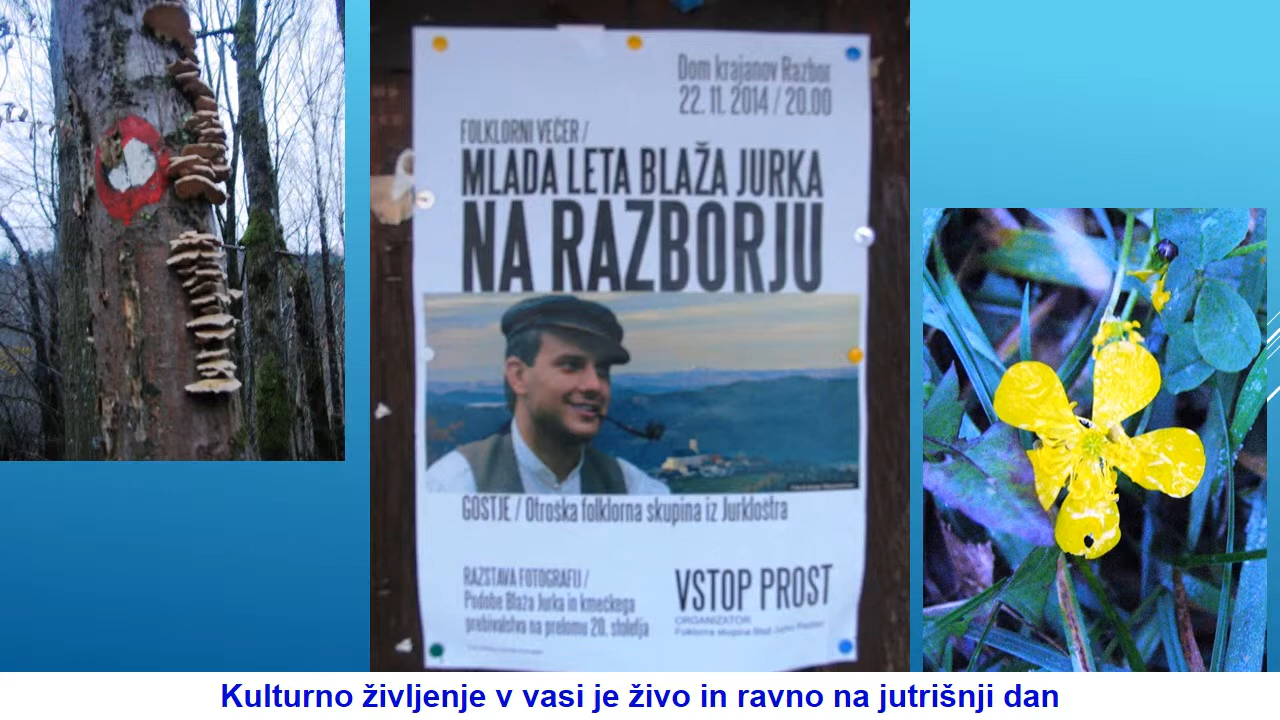 Dom krajanov Razbor
22. 11. 2014 / 20.00
FOLKLORNI VEČER /
MLADA LETA BLAŽA JURKA
NA RAZBORJU
GOSTJE / Otroška folklorna skupina iz Jurkloštra
RAZSTAVA FOTOGRAFIJ /
Podobe Blaža Jurka in kmečkega
prebivalstva na prelomu 20. stoletja
VSTOP PROST
ORGANIZATOR
Folklorna skupina
Kulturno življenje v vasi je živo in ravno na jutrišnji dan